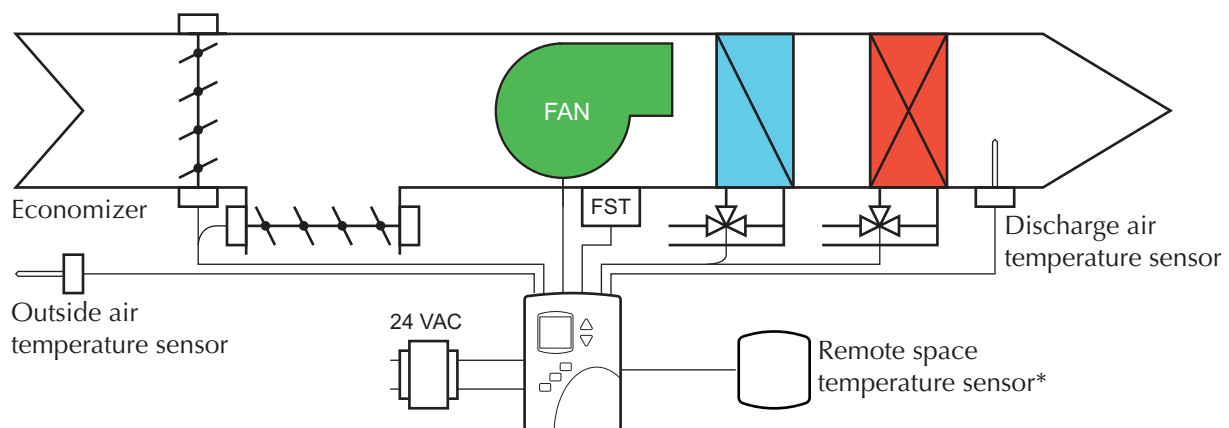 FAN
Economizer
FST
Discharge air
temperature sensor
Outside air
temperature sensor
24 VAC
Remote space
temperature sensor*